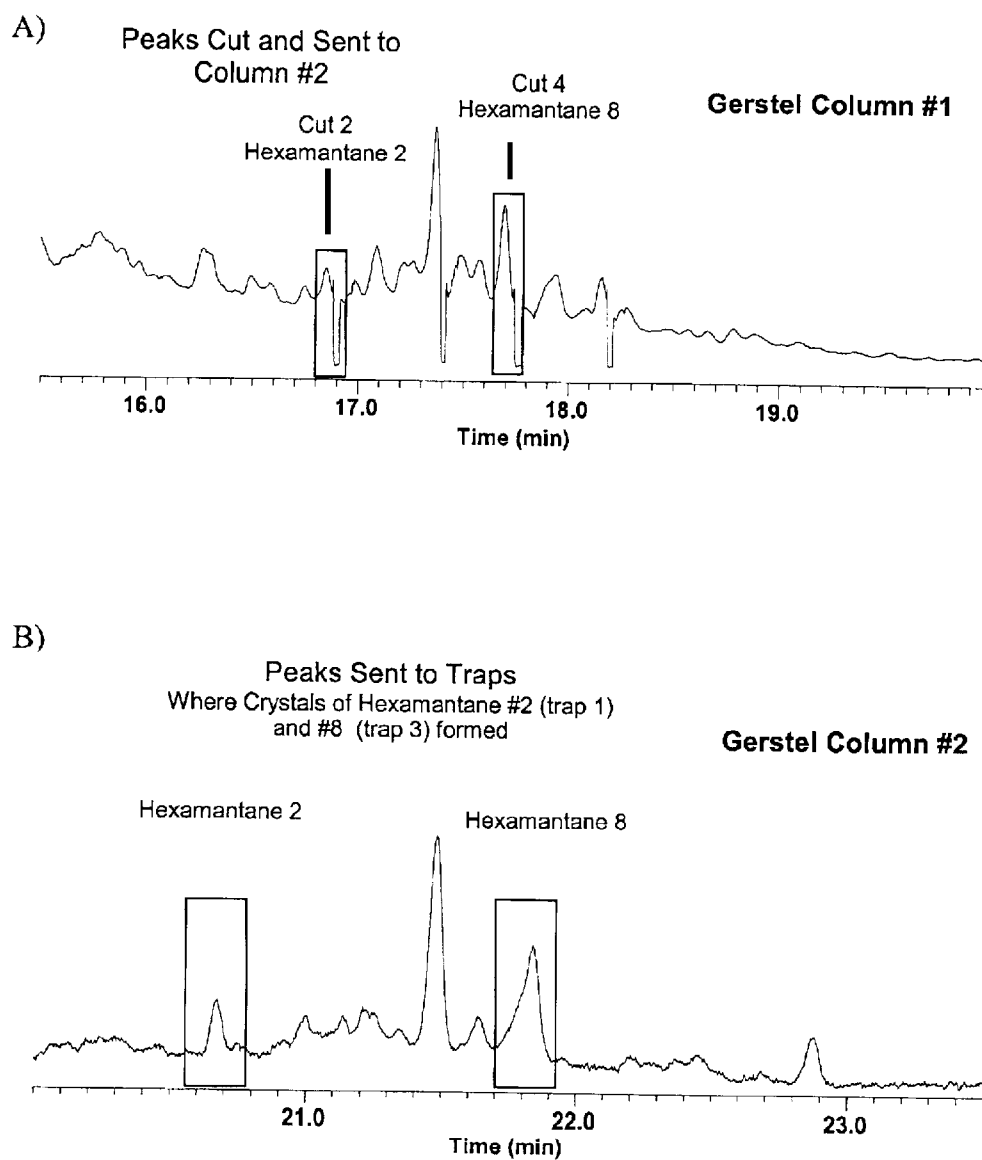 A)
Peaks Cut and Sent to
Column #2
Cut 4
Hexamantane 8
Gerstel Column #1
Cut 2
Hexamantane 2
16.0 17.0 18.0 19.0
Time (min)
B)
Peaks Sent to Traps
Where Crystals of Hexamantane #2 (trap 1)
and #8 (trap 3) formed
Gerstel Column #2
Hexamantane 2
Hexamantane 8
21.0 22.0 23.0
Time (min)